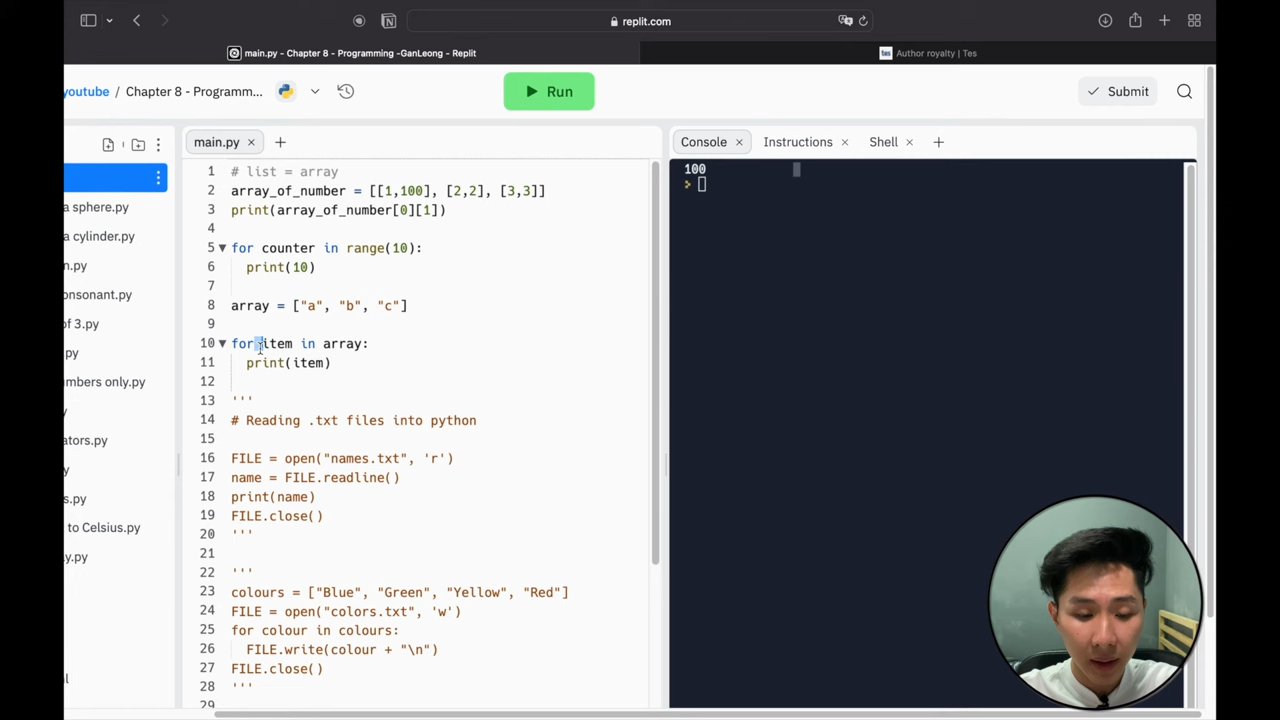 replit.com
main.py - Chapter 8 - Programming -GanLeong - Replit
tes Author royalty | Tes
youtube / Chapter 8 - Programm...
Run
Submit
main.py
Console
Instructions
Shell
a sphere.py
a cylinder.py
n.py
onsonant.py
of 3.py
py
umbers only.py
ators.py
s.py
to Celsius.py
y.py
1 # list = array
2 array_of_number = [[1,100], [2,2], [3,3]]
3 print(array_of_number[0][1])
4
5 for counter in range(10):
6 print(10)
7
8 array = ["a", "b", "c"]
9
10 for item in array:
11 print(item)
12
13 '''
14 # Reading .txt files into python
15
16 FILE = open("names.txt", 'r')
17 name = FILE.readline()
18 print(name)
19 FILE.close()
20 '''
21
22 '''
23 colours = ["Blue", "Green", "Yellow", "Red"]
24 FILE = open("colors.txt", 'w')
25 for colour in colours:
26 FILE.write(colour + "\n")
27 FILE.close()
28 '''
29
100